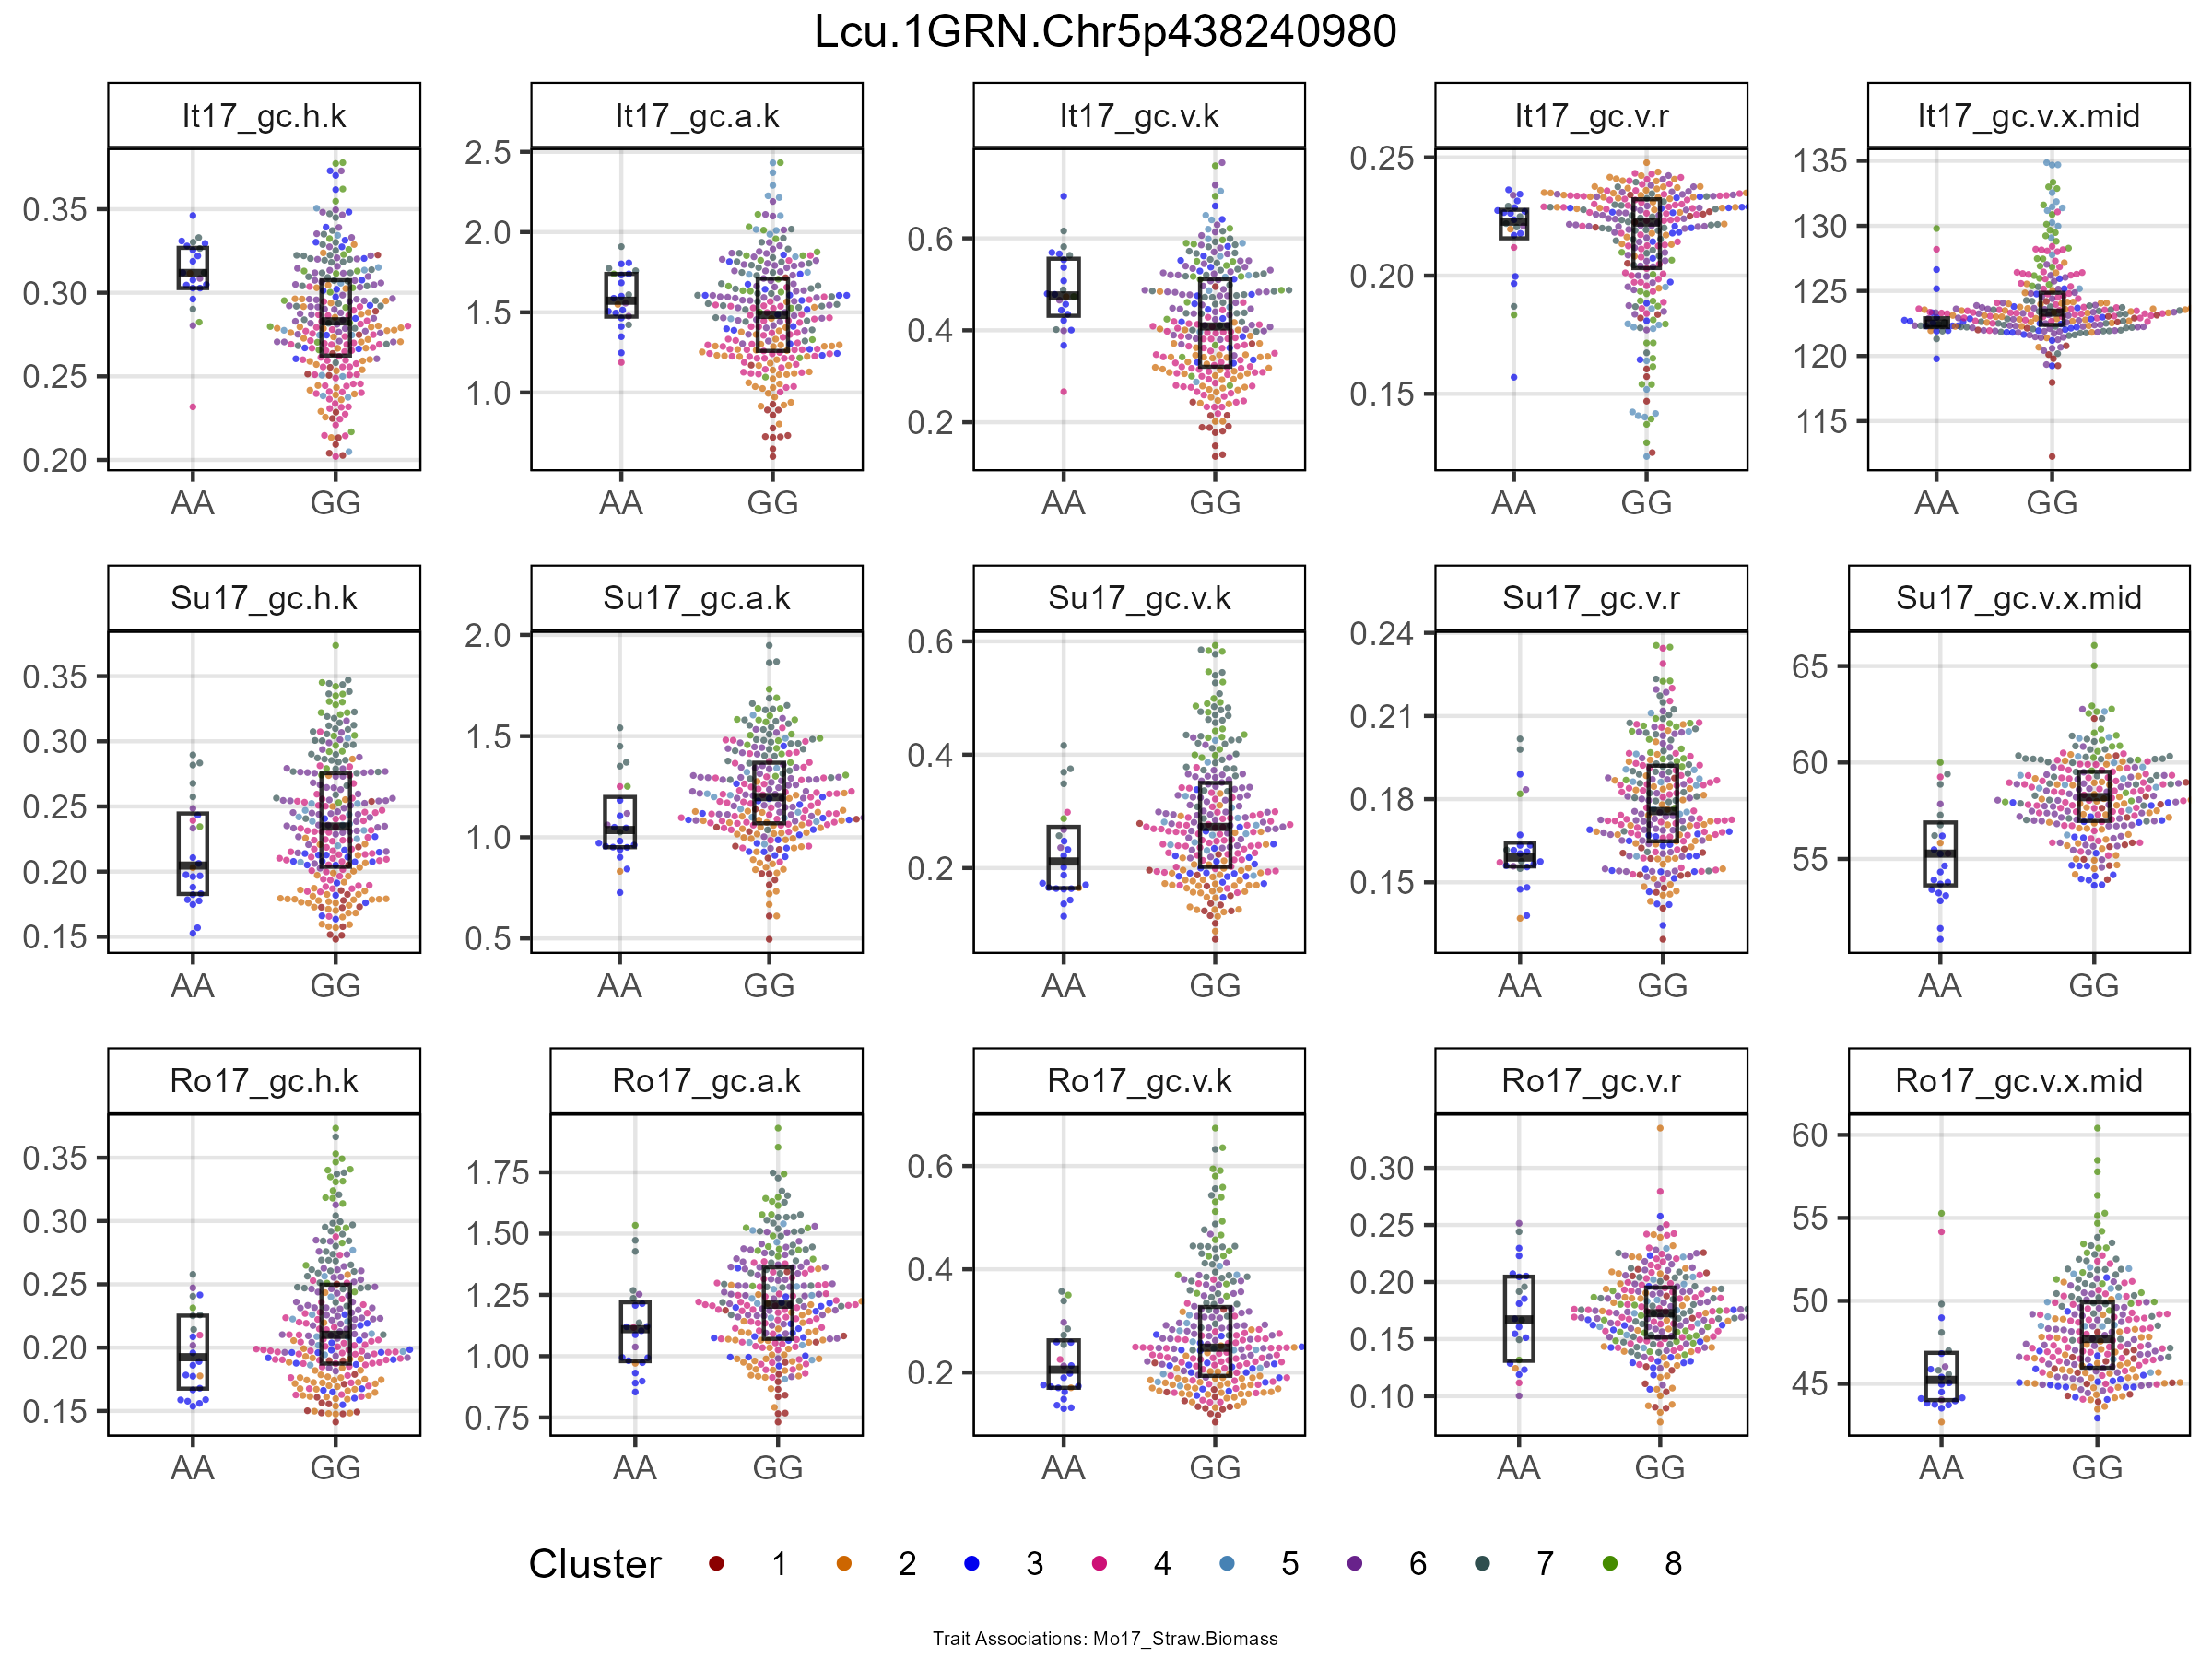 Lcu.1GRN.Chr5p438240980
It17_gc.h.k It17_gc.a.k It17_gc.v.k It17_gc.v.r It17_gc.v.x.mid
0.35 0.30 0.25 0.20
2.5 2.0 1.5 1.0
0.6 0.4 0.2
0.25 0.20 0.15
135 130 125 120 115
AA GG AA GG AA GG AA GG AA GG
Su17_gc.h.k Su17_gc.a.k Su17_gc.v.k Su17_gc.v.r Su17_gc.v.x.mid
0.35 0.30 0.25 0.20 0.15
2.0 1.5 1.0 0.5
0.6 0.4 0.2
0.24 0.21 0.18 0.15
65 60 55
AA GG AA GG AA GG AA GG AA GG
Ro17_gc.h.k Ro17_gc.a.k Ro17_gc.v.k Ro17_gc.v.r Ro17_gc.v.x.mid
0.35 0.30 0.25 0.20 0.15
1.75 1.50 1.25 1.00 0.75
0.6 0.4 0.2
0.30 0.25 0.20 0.15 0.10
60 55 50 45
AA GG AA GG AA GG AA GG AA GG
Cluster 1 2 3 4 5 6 7 8
Trait Associations: Mo17_Straw.Biomass